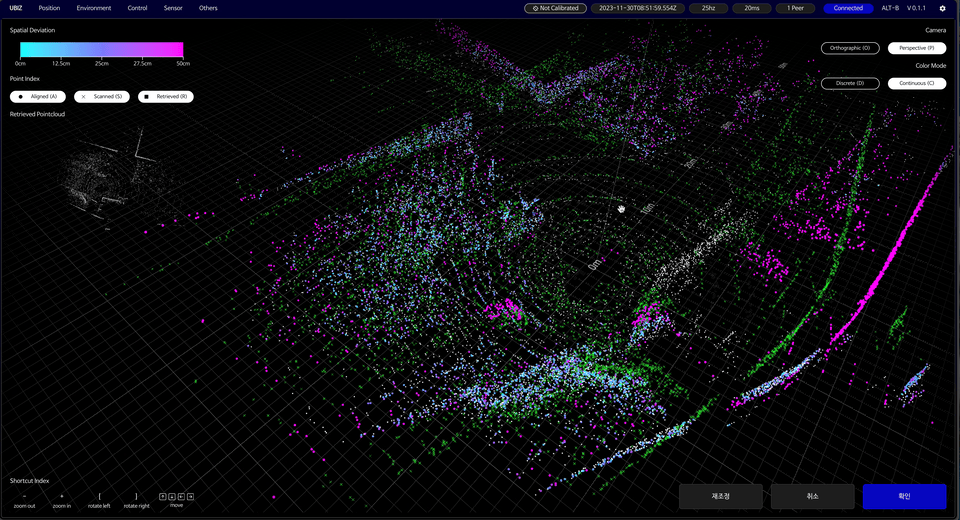 UBIZ Position Environment Control Sensor Others Not Calibrated 2023-11-30T08:51:59.554Z 25hz 20ms 1 Peer Connected ALT-B V 0.1.1
Spatial Deviation
0cm 12.5cm 25cm 27.5cm 50cm
Point Index
Aligned (A) Scanned (S) Retrieved (R)
Retrieved Pointcloud
Camera
Orthographic (O) Perspective (P)
Color Mode
Discrete (D) Continuous (C)
10m
0m
Shortcut Index
− + [ ]
zoom out zoom in rotate left rotate right move
재조정 취소 확인